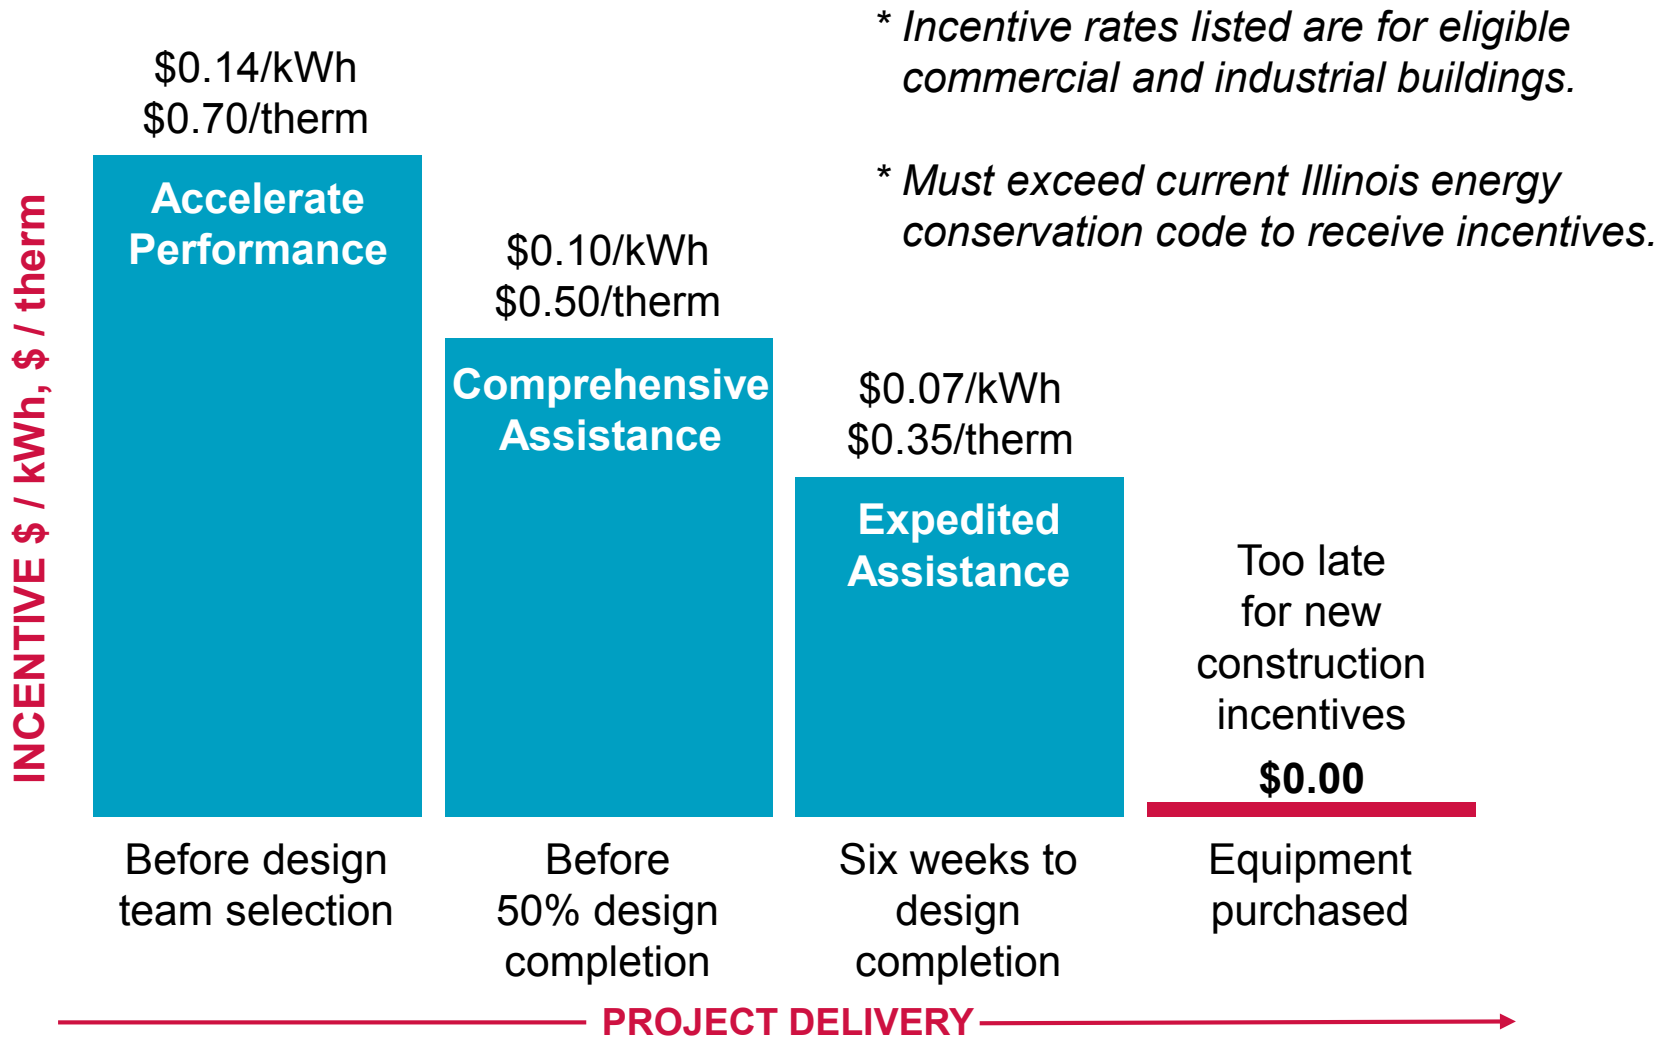 * Incentive rates listed are for eligible
commercial and industrial buildings.
* Must exceed current Illinois energy
conservation code to receive incentives.
INCENTIVE $ / kWh, $ / therm
$0.14/kWh
$0.70/therm
Accelerate
Performance
Before design
team selection
$0.10/kWh
$0.50/therm
Comprehensive
Assistance
Before
50% design
completion
$0.07/kWh
$0.35/therm
Expedited
Assistance
Six weeks to
design
completion
Too late
for new
construction
incentives
$0.00
Equipment
purchased
PROJECT DELIVERY